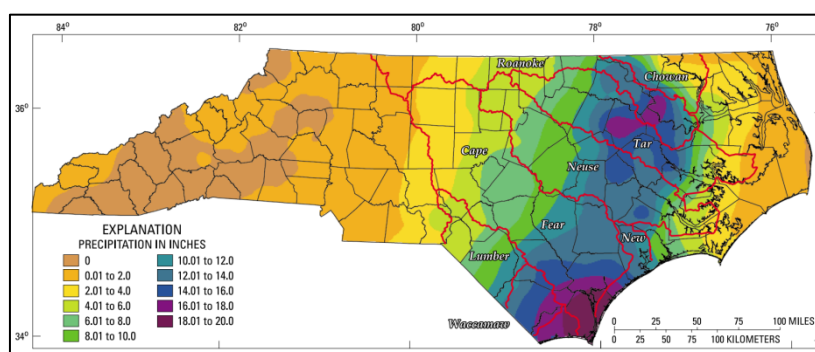 84° 82° 80° 78° 76°
36°
34°
Roanoke
Chowan
Cape
Tar
Neuse
Fear
New
Lumber
Waccamaw
EXPLANATION
PRECIPITATION IN INCHES
0
0.01 to 2.0
2.01 to 4.0
4.01 to 6.0
6.01 to 8.0
8.01 to 10.0
10.01 to 12.0
12.01 to 14.0
14.01 to 16.0
16.01 to 18.0
18.01 to 20.0
0 25 50 75 100 MILES
0 25 50 75 100 KILOMETERS